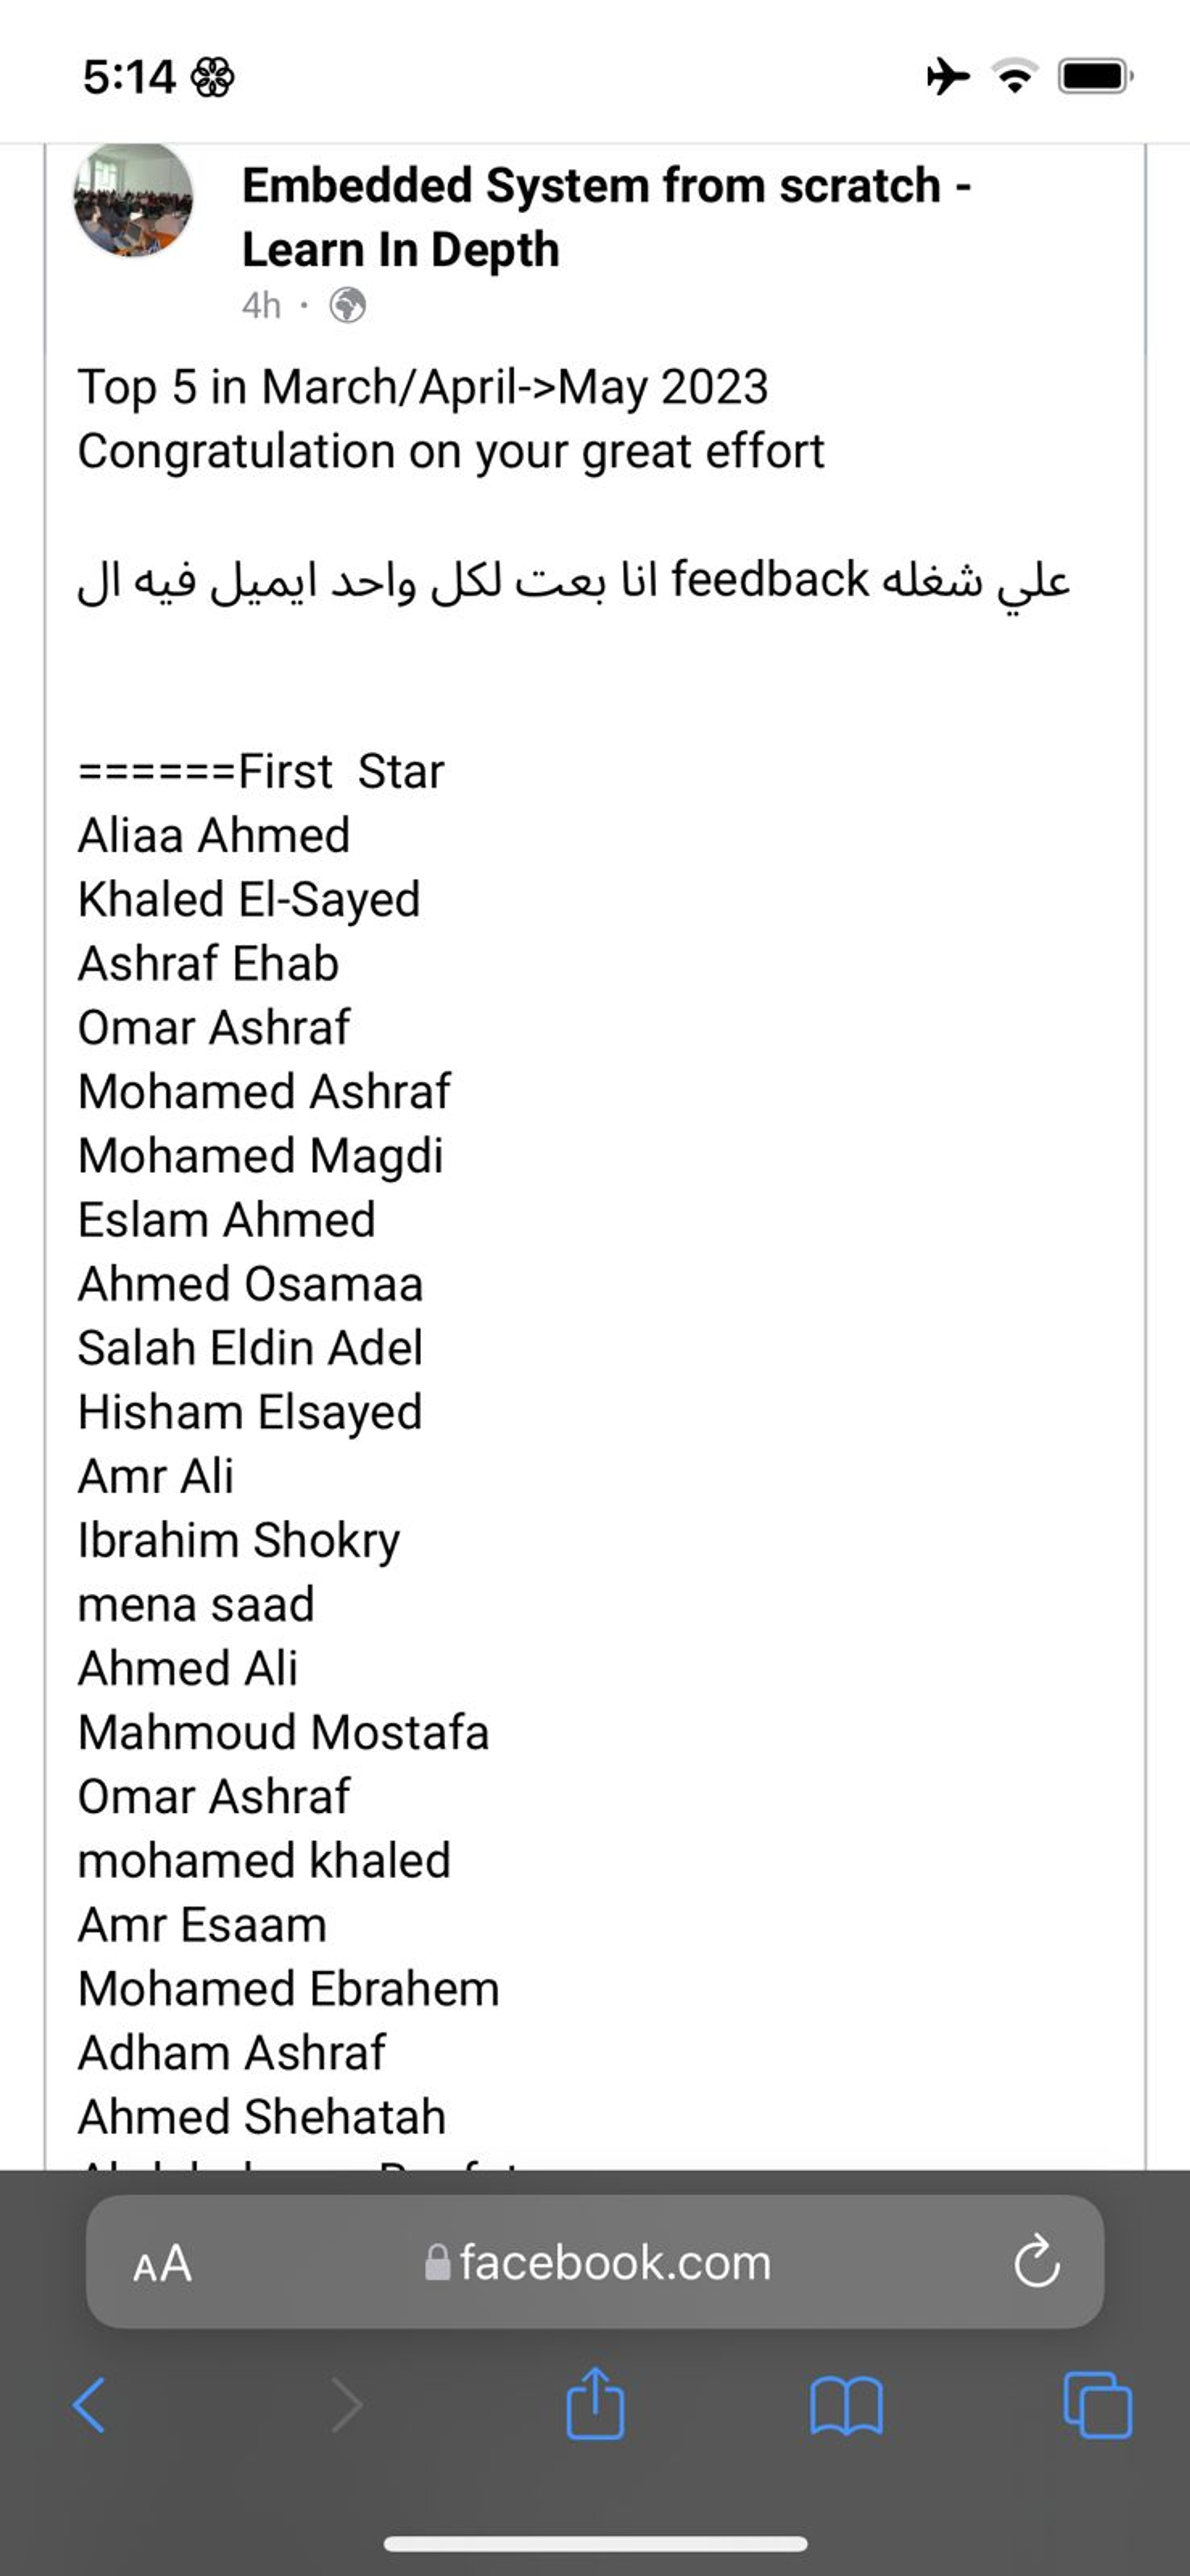 5:14
Embedded System from scratch -
Learn In Depth
4h ·
Top 5 in March/April->May 2023
Congratulation on your great effort
انا بعت لكل واحد ايميل فيه ال feedback علي شغله
======First  Star
Aliaa Ahmed
Khaled El-Sayed
Ashraf Ehab
Omar Ashraf
Mohamed Ashraf
Mohamed Magdi
Eslam Ahmed
Ahmed Osamaa
Salah Eldin Adel
Hisham Elsayed
Amr Ali
Ibrahim Shokry
mena saad
Ahmed Ali
Mahmoud Mostafa
Omar Ashraf
mohamed khaled
Amr Esaam
Mohamed Ebrahem
Adham Ashraf
Ahmed Shehatah
AA
facebook.com